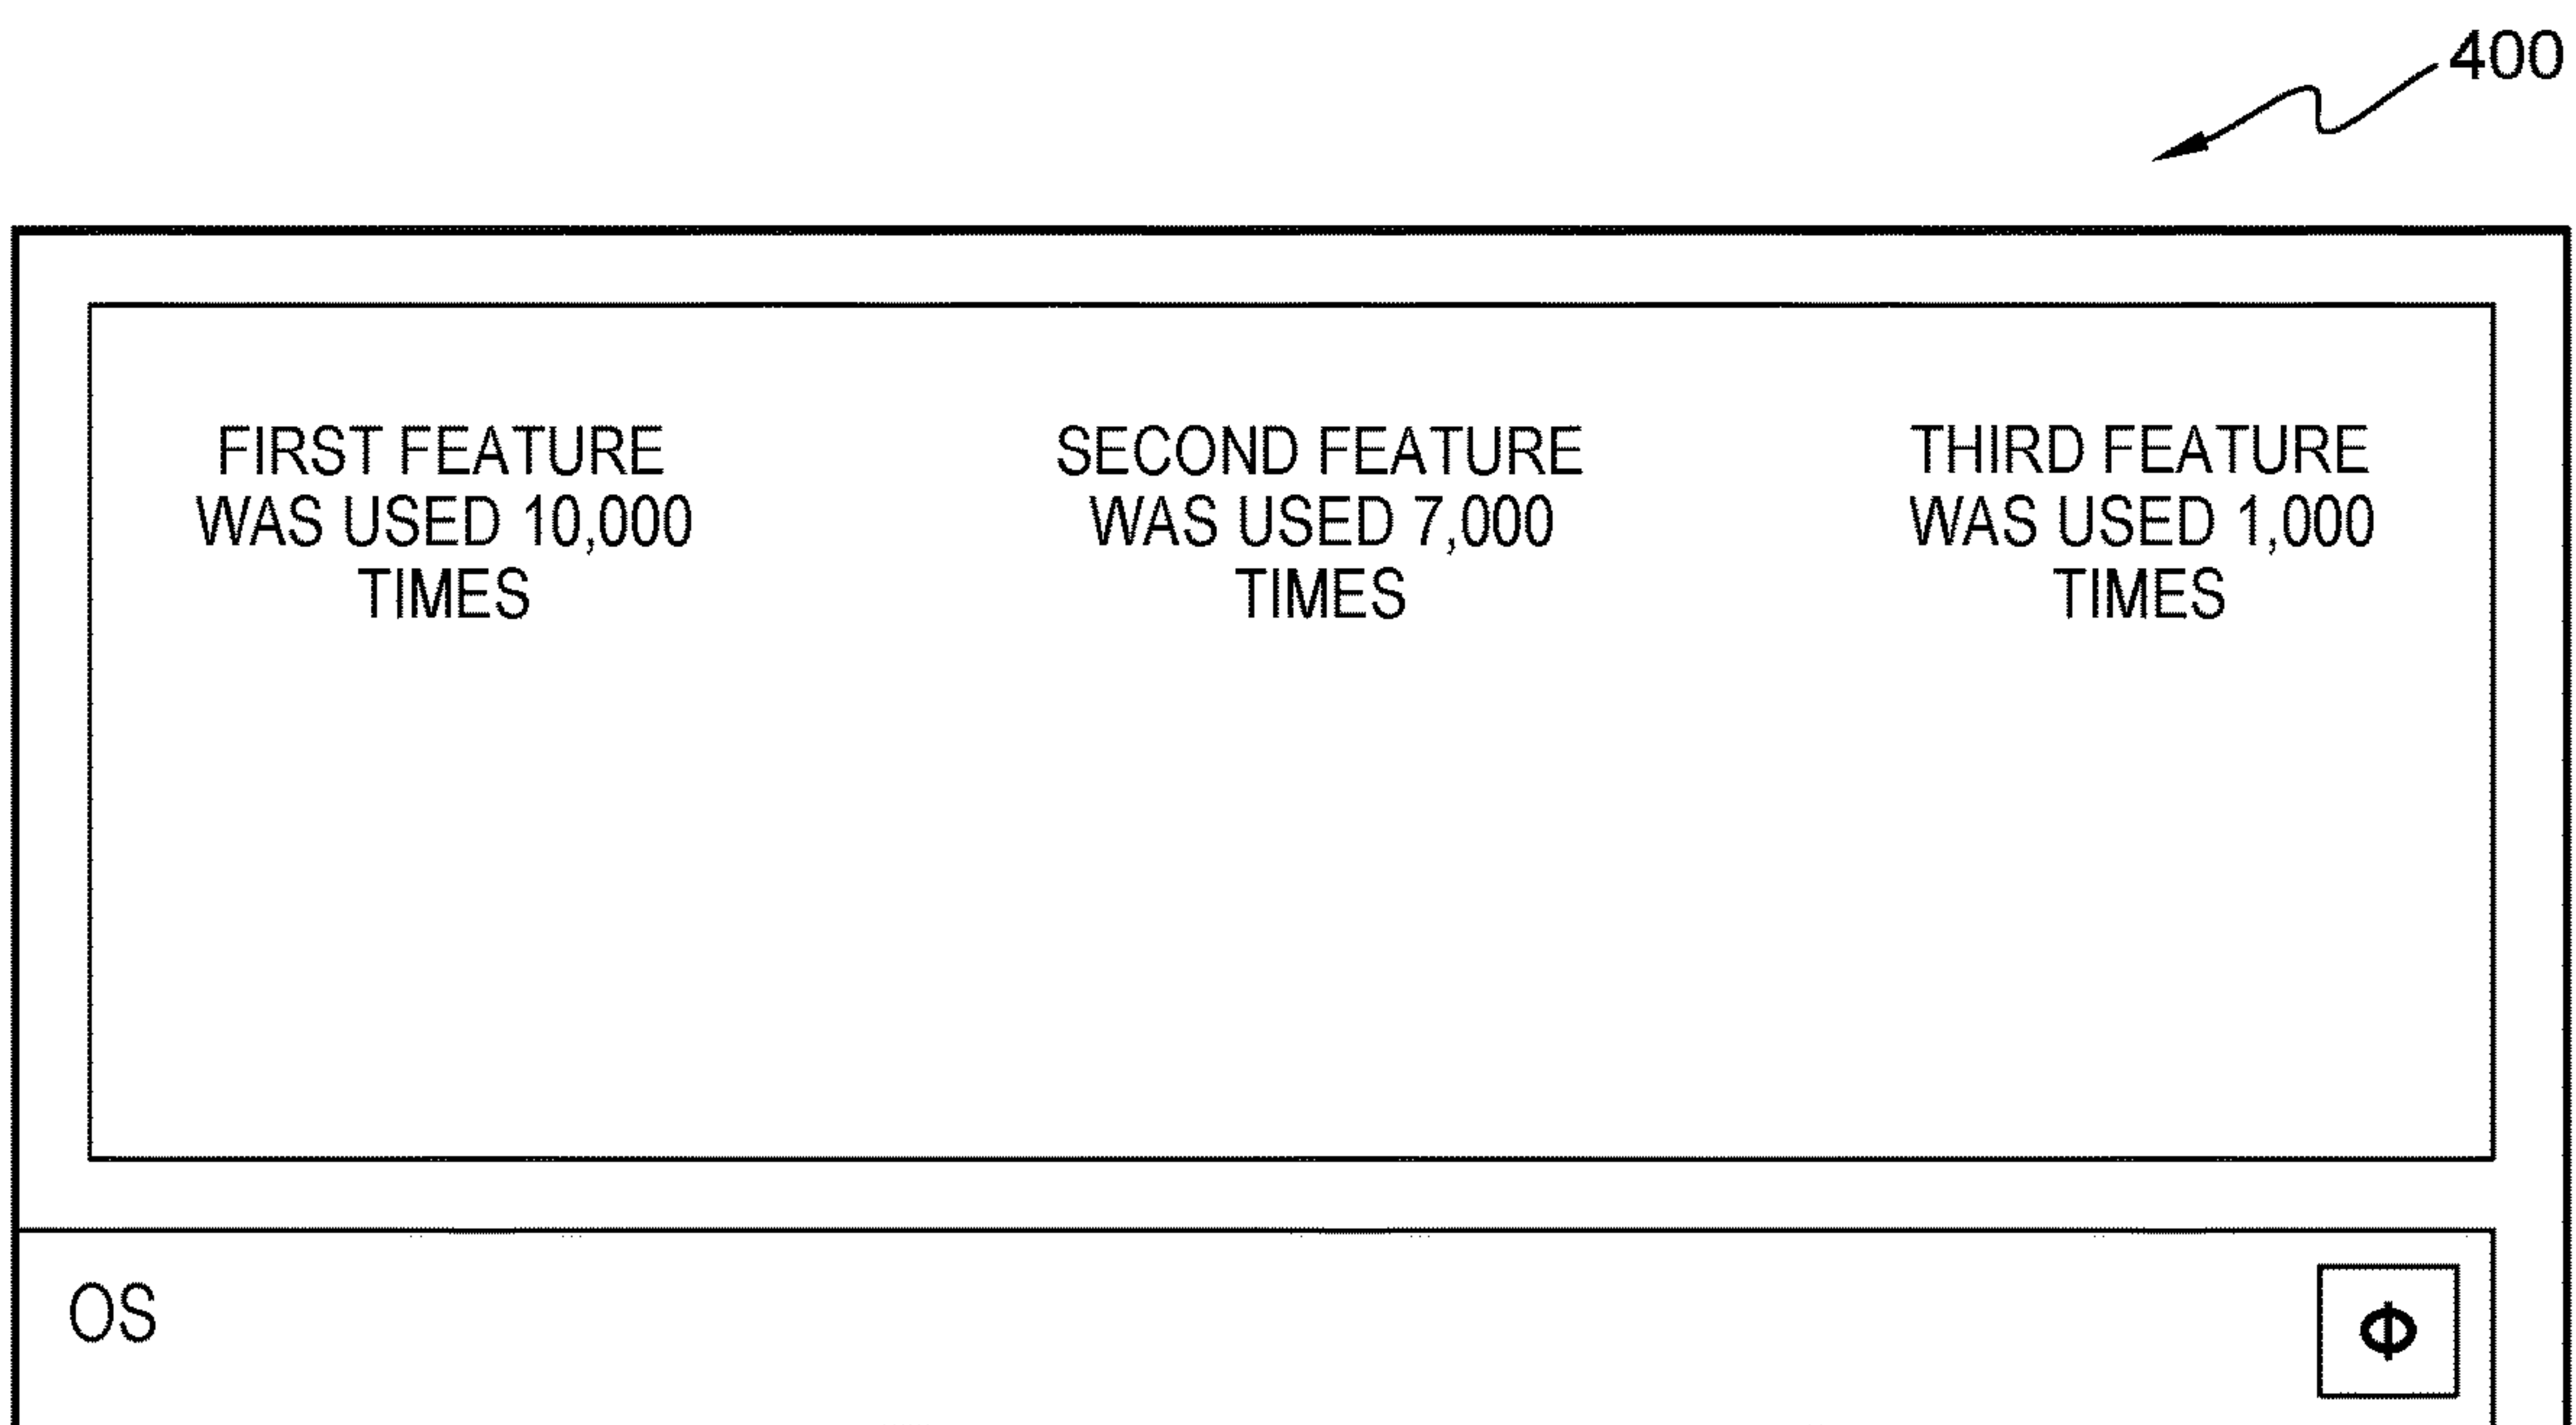 400
FIRST FEATURE
WAS USED 10,000
TIMES
SECOND FEATURE
WAS USED 7,000
TIMES
THIRD FEATURE
WAS USED 1,000
TIMES
OS
Φ